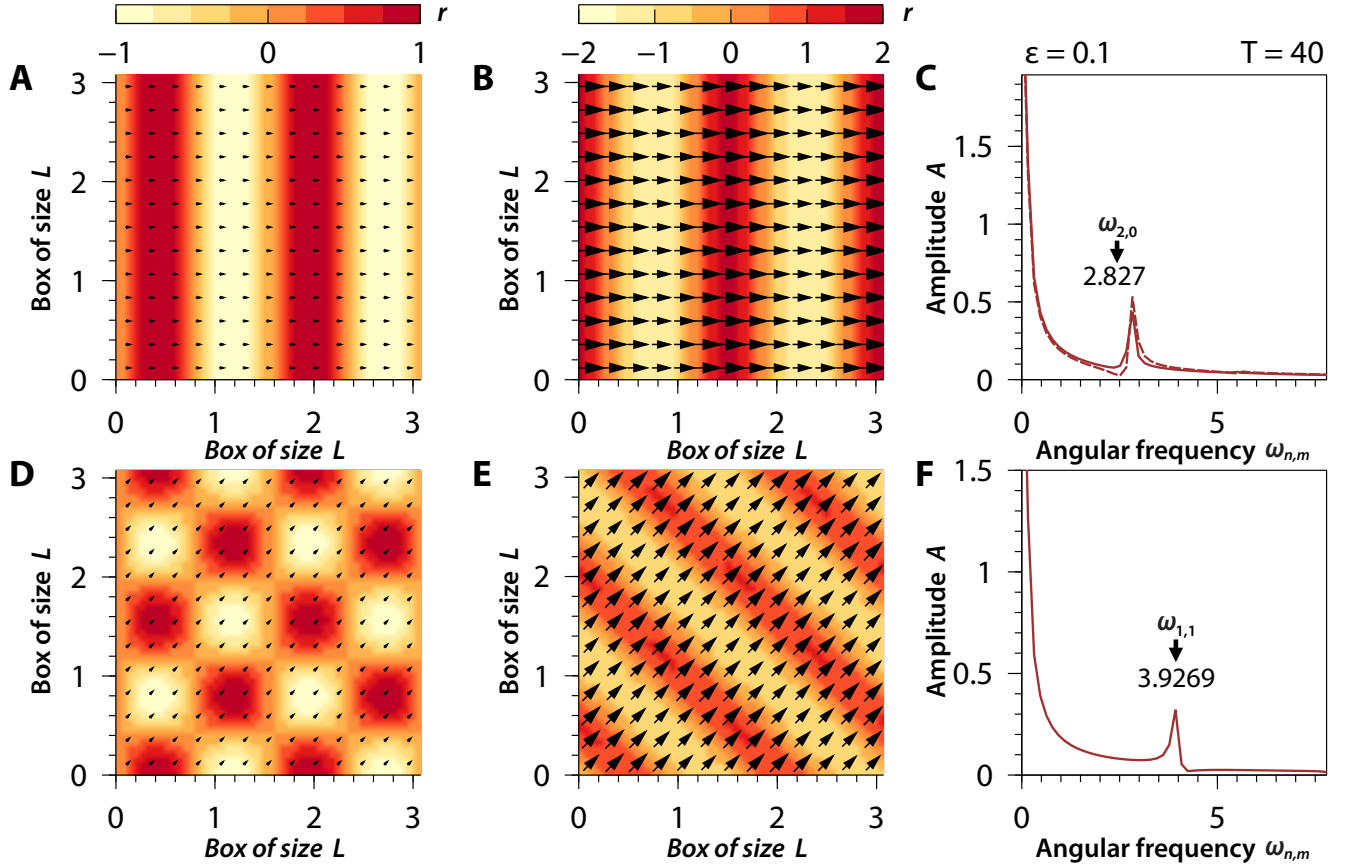 r
−1 0 1
r
−2 −1 0 1 2
ε = 0.1 T = 40
A
Box of size L
3
2
1
0
0 1 2 3
Box of size L
B
Box of size L
3
2
1
0
0 1 2 3
Box of size L
C
Amplitude A
1.5
1
0.5
0
ω2,0
2.827
0 5
Angular frequency ωn,m
D
Box of size L
3
2
1
0
0 1 2 3
Box of size L
E
Box of size L
3
2
1
0
0 1 2 3
Box of size L
F
Amplitude A
1.5
1
0.5
0
ω1,1
3.9269
0 5
Angular frequency ωn,m